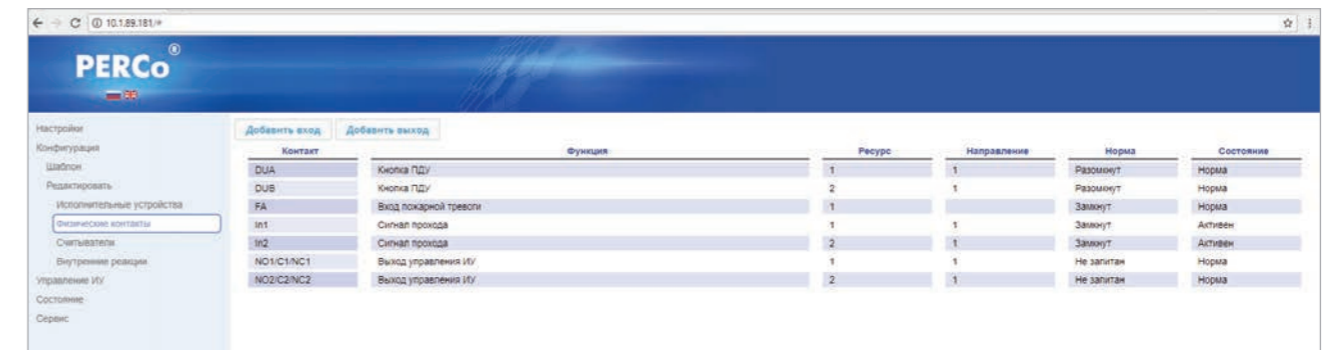 10.1.89.181/#
PERCo®
Настройки
Конфигурация
Шаблон
Редактировать
Исполнительные устройства
Физические контакты
Считыватели
Внутренние реакции
Управление ИУ
Состояние
Сервис
Добавить вход Добавить выход
Контакт Функция Ресурс Направление Норма Состояние
DUA Кнопка ПДУ 1 1 Разомкнут Норма
DUB Кнопка ПДУ 2 1 Разомкнут Норма
FA Вход пожарной тревоги 1 Замкнут Норма
In1 Сигнал прохода 1 1 Замкнут Активен
In2 Сигнал прохода 2 1 Замкнут Активен
NO1/C1/NC1 Выход управления ИУ 1 1 Не запитан Норма
NO2/C2/NC2 Выход управления ИУ 2 1 Не запитан Норма